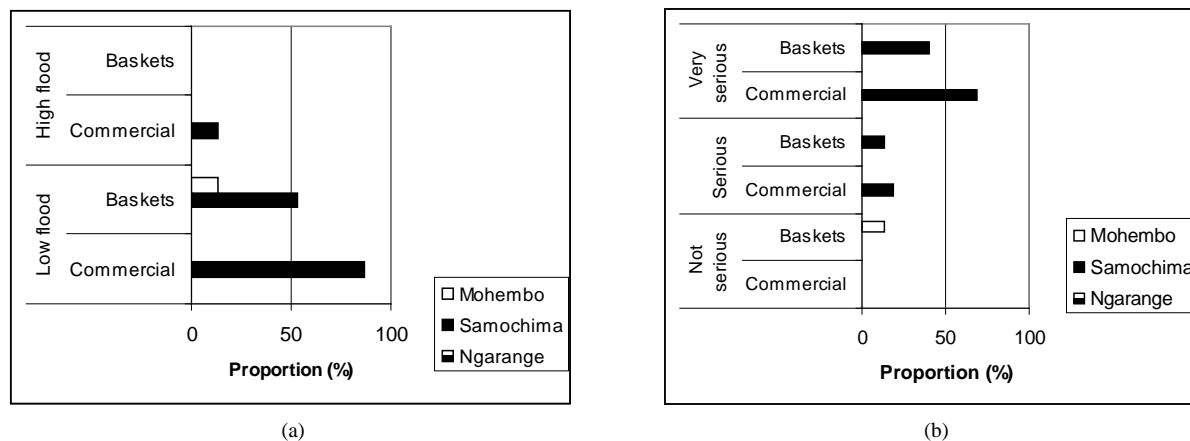 High flood
Baskets
Commercial
Low flood
Baskets
Commercial
0 50 100
Proportion (%)
Mohembo
Samochima
Ngarange
(a)
Very
serious
Baskets
Commercial
Serious
Baskets
Commercial
Not
serious
Baskets
Commercial
0 50 100
Proportion (%)
Mohembo
Samochima
Ngarange
(b)